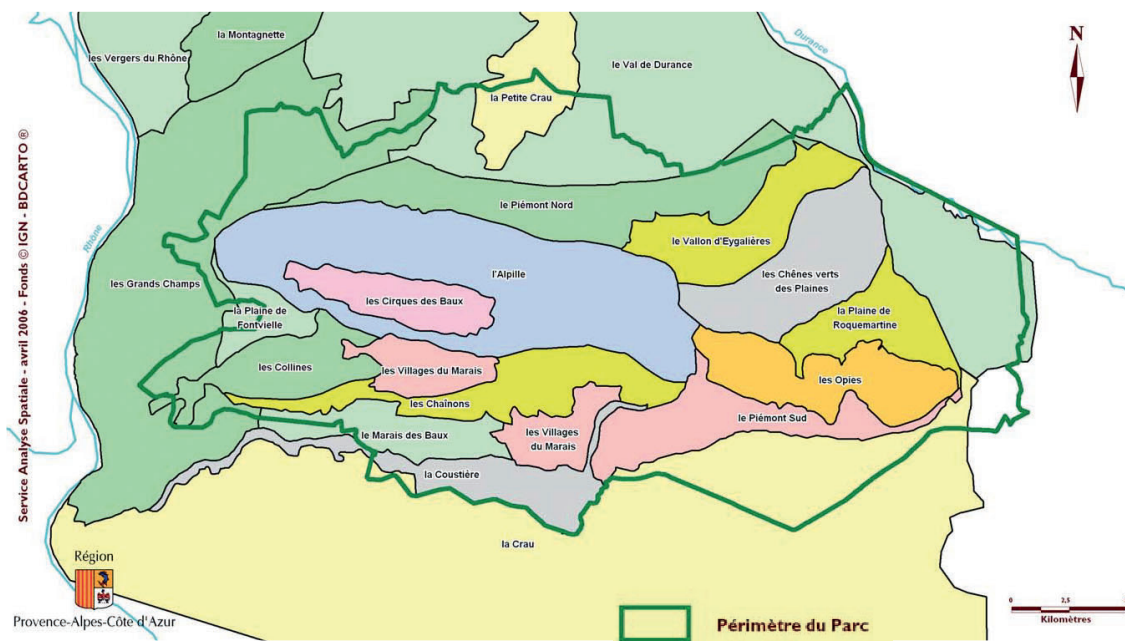 la Montagnette
les Vergers du Rhône
Durance
le Val de Durance
N
la Petite Crau
le Piémont Nord
Rhône
le Vallon d'Eygalières
l'Alpille
les Chênes verts
des Plaines
les Grands Champs
les Cirques des Baux
la Plaine de
Fontvielle
la Plaine de
Roquemartine
les Collines
les Villages du Marais
les Opies
les Chaînons
le Piémont Sud
le Marais des Baux
les Villages
du Marais
la Coustière
la Crau
Service Analyse Spatiale - avril 2006 - Fonds © IGN - BDCARTO ®
Région
Provence-Alpes-Côte d'Azur
Périmètre du Parc
0 2,5
Kilomètres